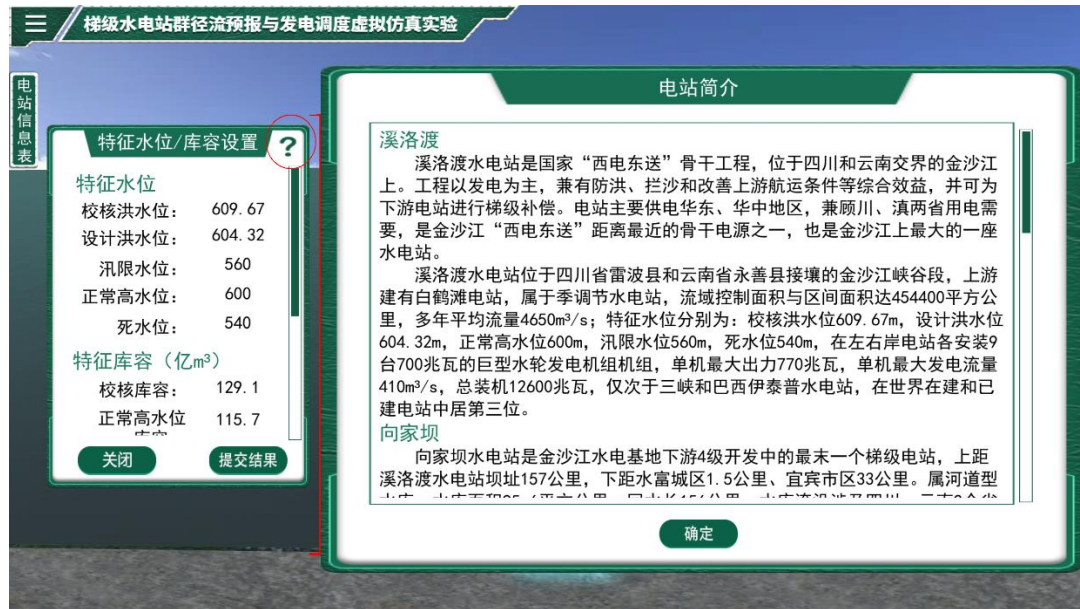 梯级水电站群径流预报与发电调度虚拟仿真实验
电站信息表
特征水位/库容设置
?
特征水位
校核洪水位： 609.67
设计洪水位： 604.32
汛限水位： 560
正常高水位： 600
死水位： 540
特征库容（亿m³）
校核库容： 129.1
正常高水位 115.7
关闭
提交结果
电站简介
溪洛渡
溪洛渡水电站是国家“西电东送”骨干工程，位于四川和云南交界的金沙江
上。工程以发电为主，兼有防洪、拦沙和改善上游航运条件等综合效益，并可为
下游电站进行梯级补偿。电站主要供电华东、华中地区，兼顾川、滇两省用电需
要，是金沙江“西电东送”距离最近的骨干电源之一，也是金沙江上最大的一座
水电站。
溪洛渡水电站位于四川省雷波县和云南省永善县接壤的金沙江峡谷段，上游
建有白鹤滩电站，属于季调节水电站，流域控制面积与区间面积达454400平方公
里，多年平均流量4650m³/s；特征水位分别为：校核洪水位609.67m，设计洪水位
604.32m，正常高水位600m，汛限水位560m，死水位540m，在左右岸电站各安装9
台700兆瓦的巨型水轮发电机组机组，单机最大出力770兆瓦，单机最大发电流量
410m³/s，总装机12600兆瓦，仅次于三峡和巴西伊泰普水电站，在世界在建和已
建电站中居第三位。
向家坝
向家坝水电站是金沙江水电基地下游4级开发中的最末一个梯级电站，上距
溪洛渡水电站坝址157公里，下距水富城区1.5公里、宜宾市区33公里。属河道型
确定